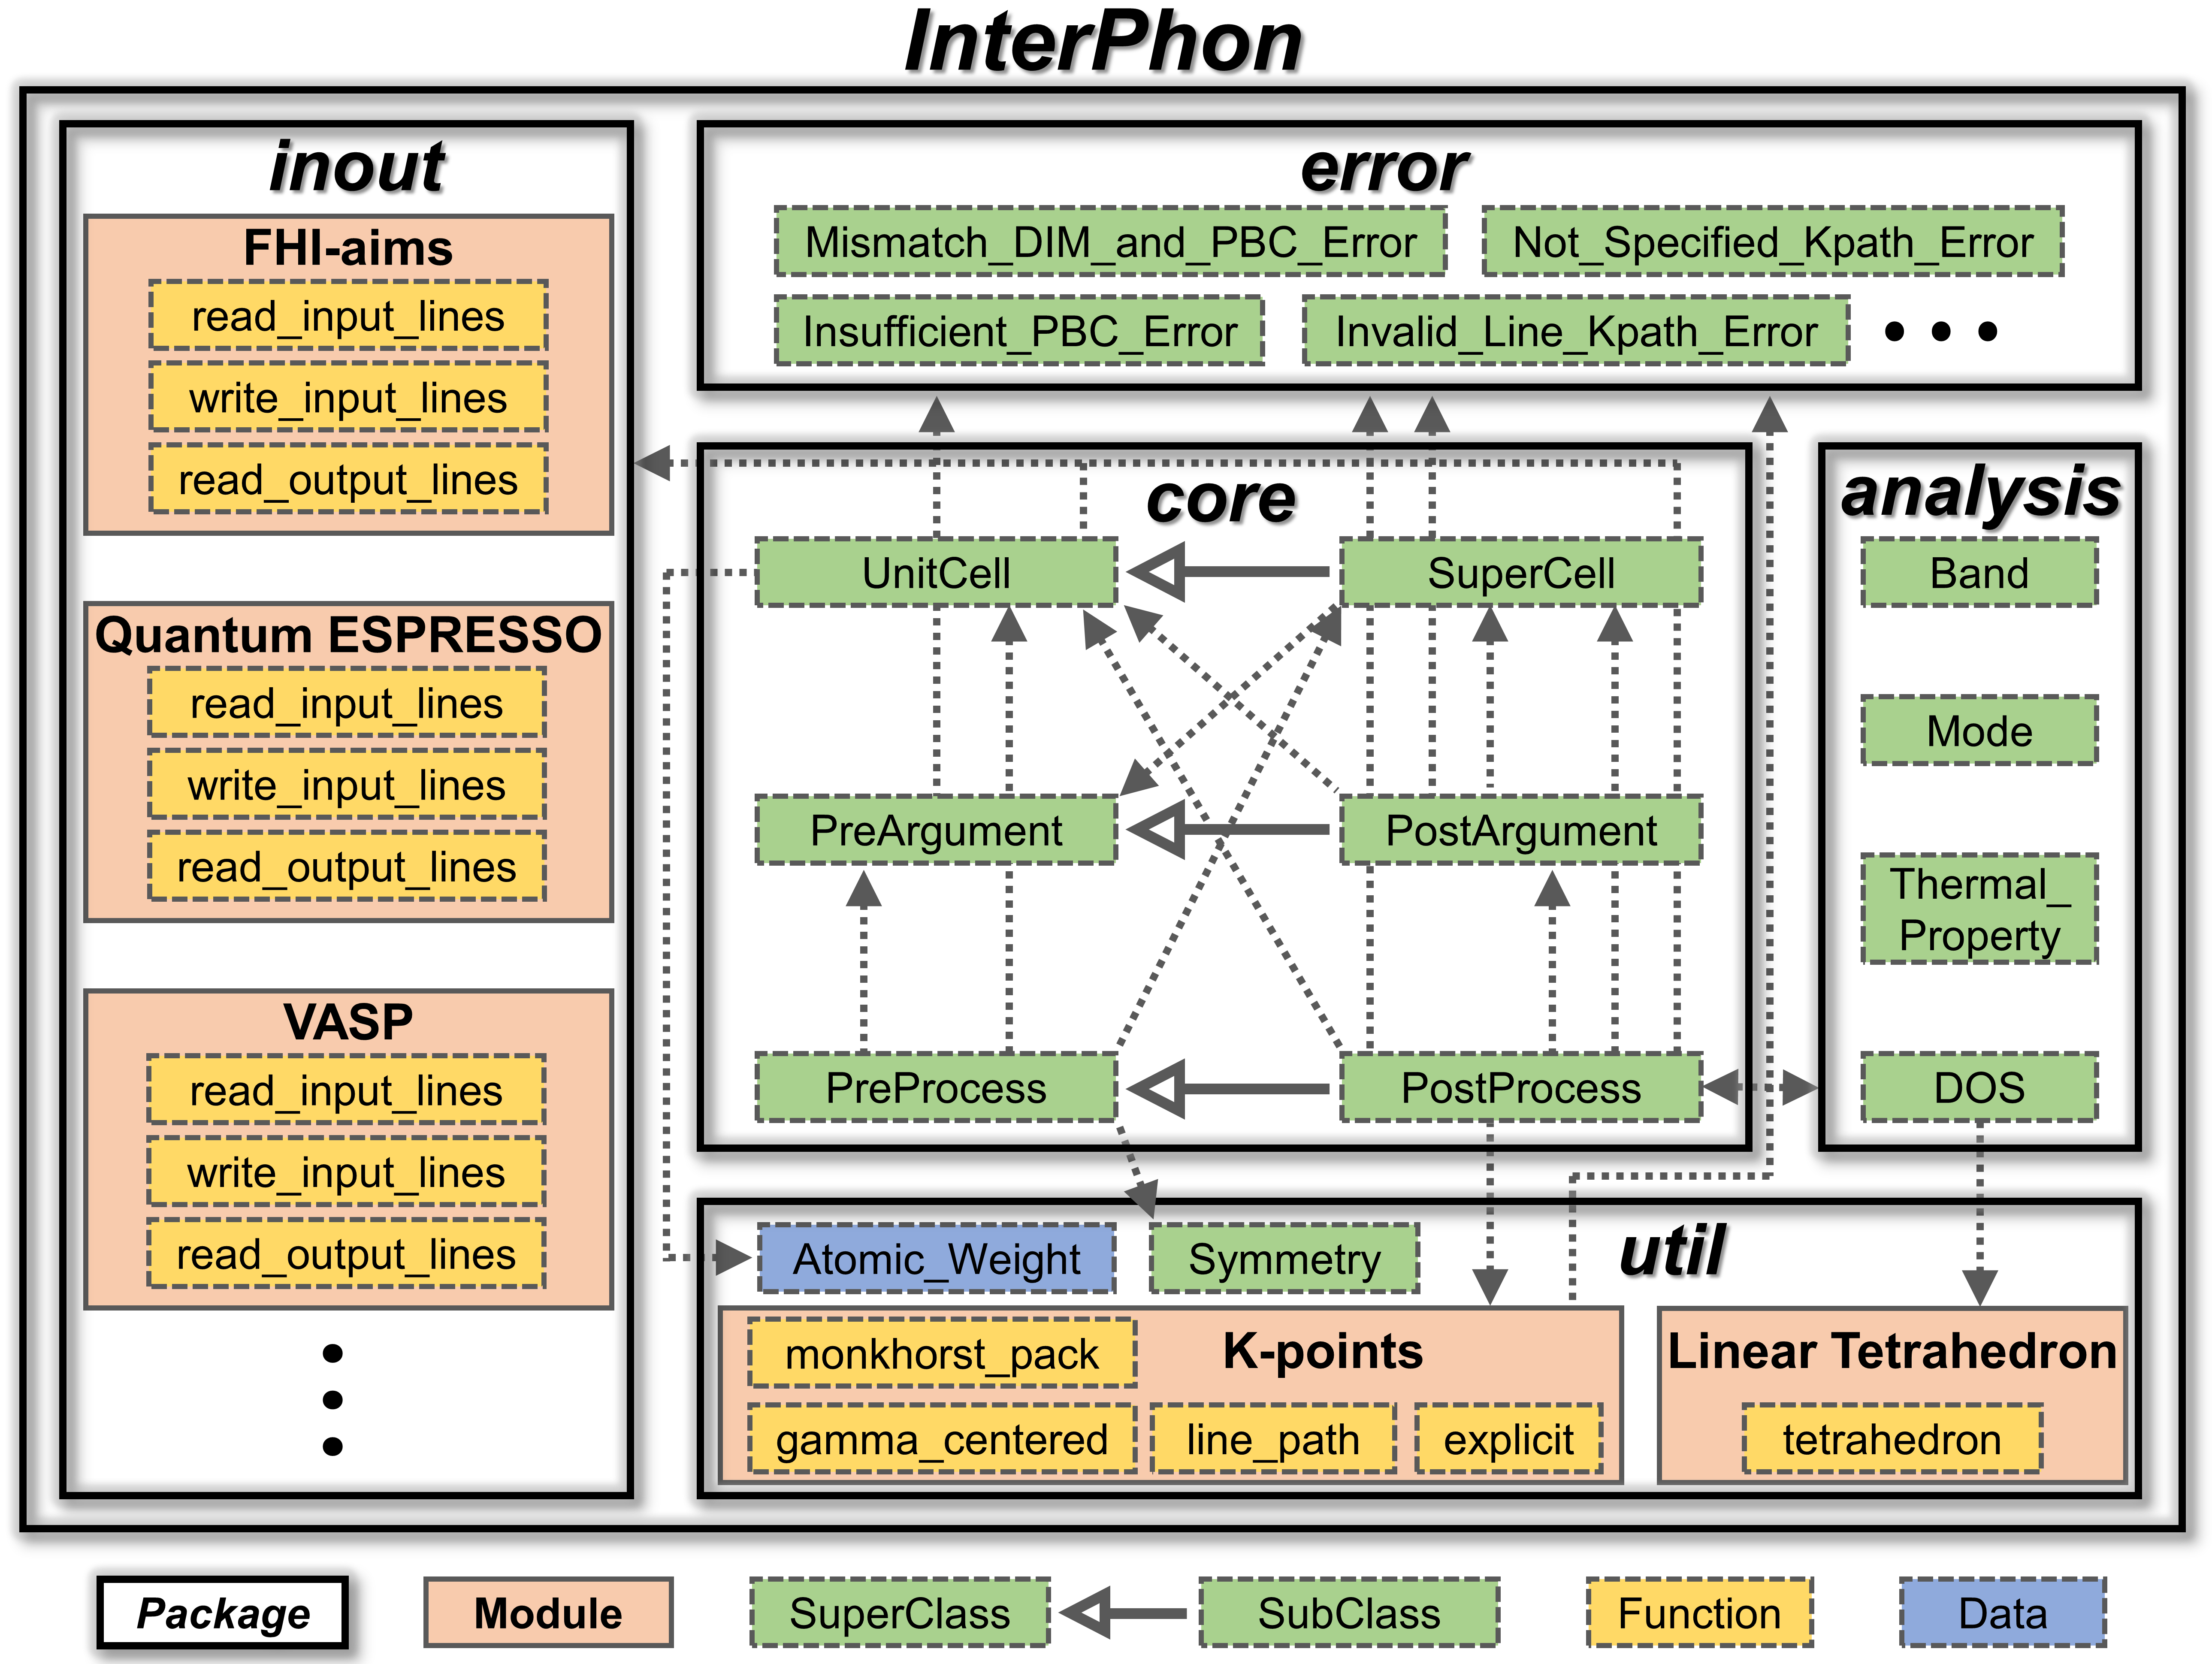 InterPhon
inout
FHI-aims
read_input_lines
write_input_lines
read_output_lines
Quantum ESPRESSO
read_input_lines
write_input_lines
read_output_lines
VASP
read_input_lines
write_input_lines
read_output_lines
error
Mismatch_DIM_and_PBC_Error
Not_Specified_Kpath_Error
Insufficient_PBC_Error
Invalid_Line_Kpath_Error
core
UnitCell
SuperCell
PreArgument
PostArgument
PreProcess
PostProcess
analysis
Band
Mode
Thermal_
Property
DOS
util
Atomic_Weight
Symmetry
monkhorst_pack
K-points
gamma_centered
line_path
explicit
Linear Tetrahedron
tetrahedron
Package
Module
SuperClass
SubClass
Function
Data